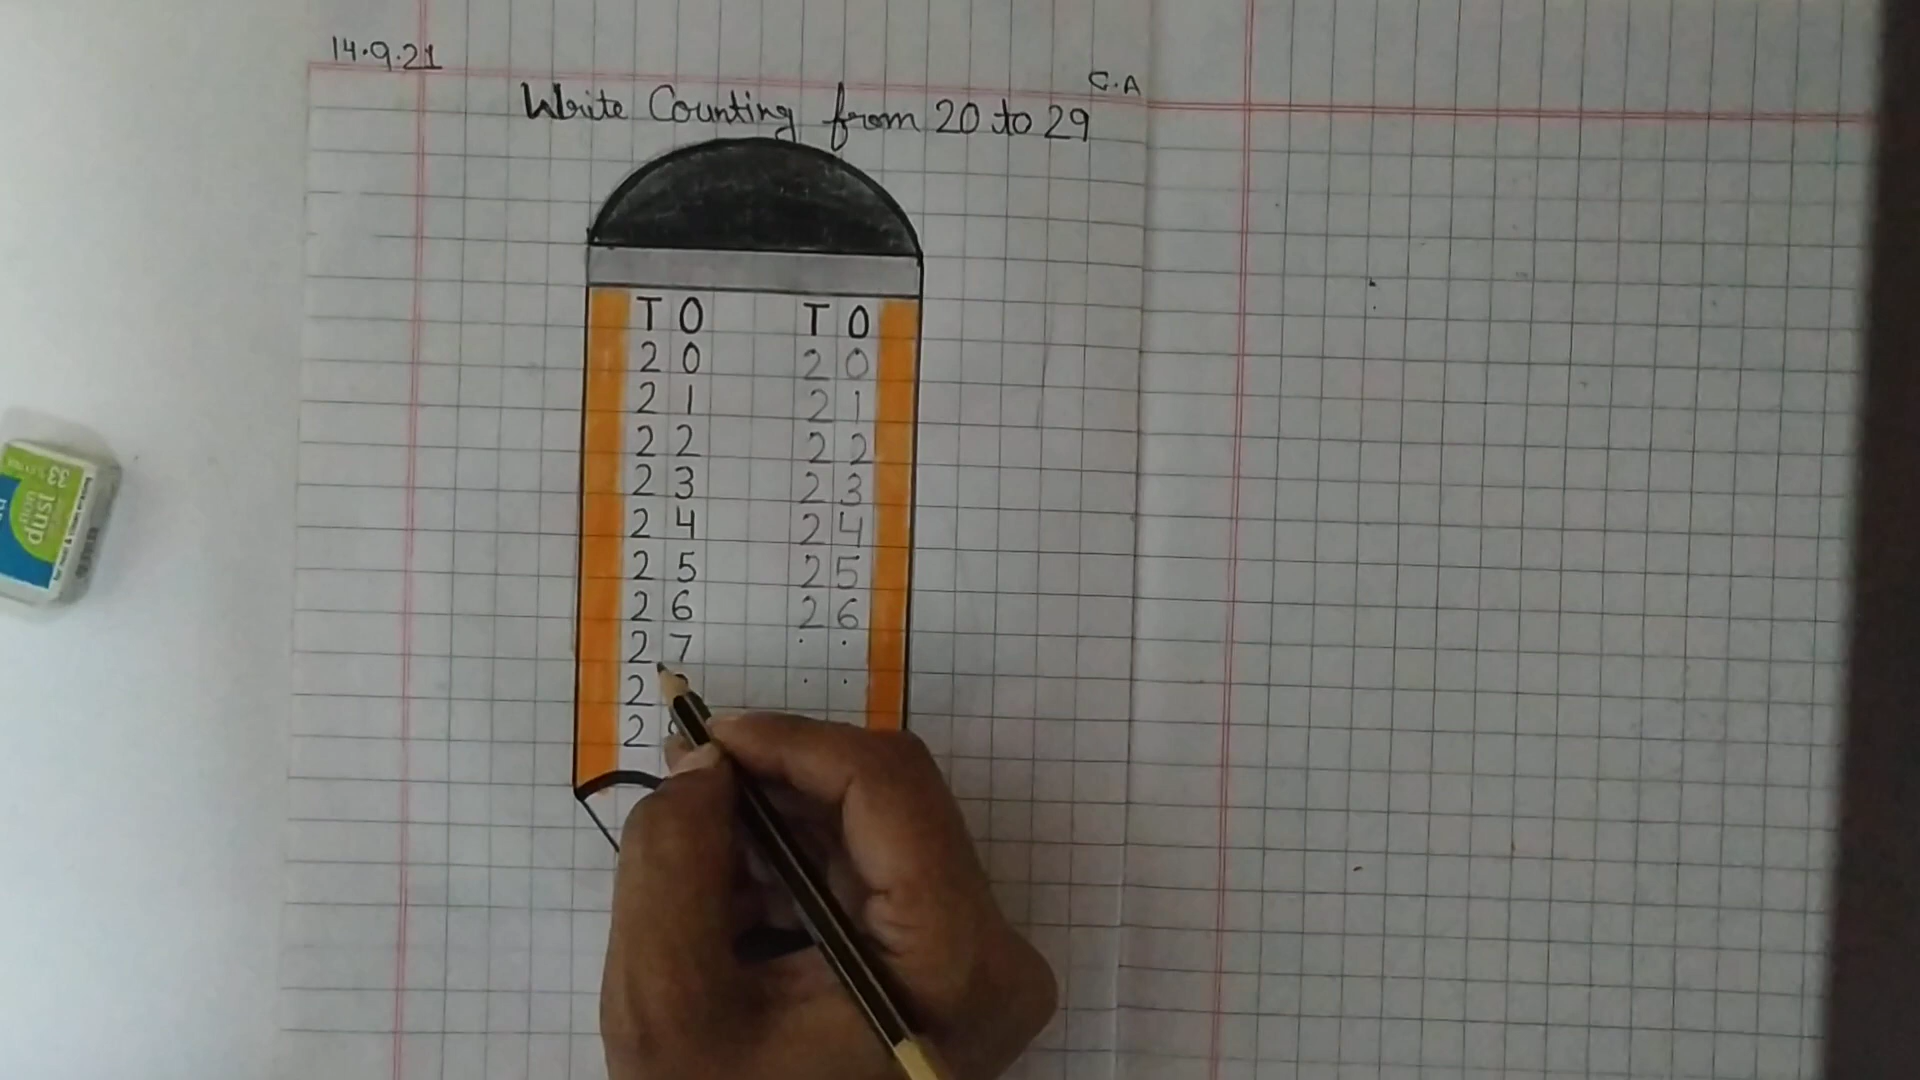 14.9.21
C.A
Write Counting from 20 to 29
T O T O
2 0 2 0
2 1 2 1
2 2 2 2
2 3 2 3
2 4 2 4
2 5 2 5
2 6 2 6
2 7
2
2
33
dust